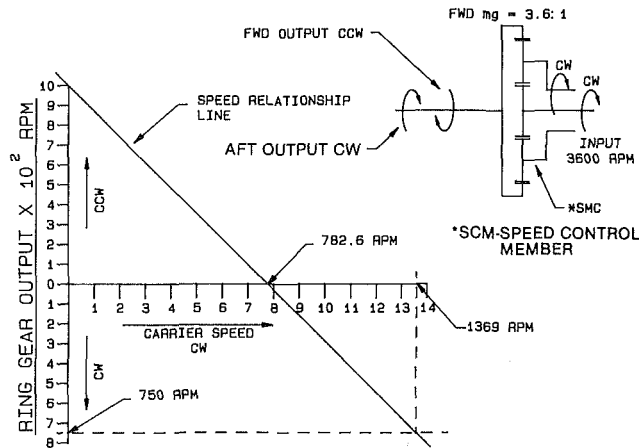 FWD mg = 3.6:1
FWD OUTPUT CCW
CW
CW
SPEED RELATIONSHIP
LINE
AFT OUTPUT CW
INPUT
3600 RPM
*SMC
*SCM-SPEED CONTROL
MEMBER
RING GEAR OUTPUT X 10² RPM
10
9
8
7
6
5
4
3
2
1
0
1
2
3
4
5
6
7
8
CCW
CW
782.6 RPM
1 2 3 4 5 6 7 8 9 10 11 12 13 14
CARRIER SPEED
CW
1369 RPM
750 RPM